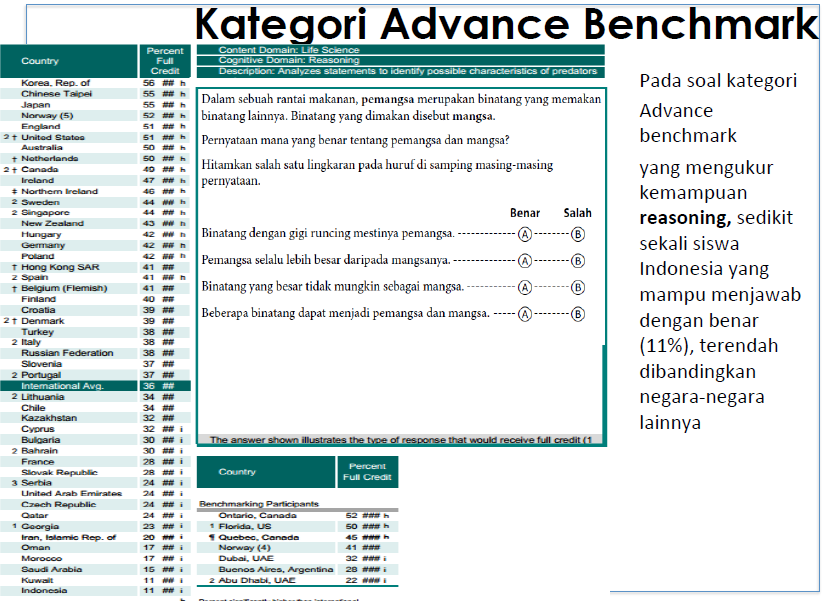 Kategori Advance Benchmark
Country Percent Full Credit
Korea, Rep. of 56 ## h
Chinese Taipei 55 ## h
Japan 55 ## h
Norway (5) 52 ## h
England 51 ## h
2 † United States 51 ## h
Australia 50 ## h
† Netherlands 50 ## h
2 † Canada 49 ## h
Ireland 47 ## h
‡ Northern Ireland 46 ## h
2 Sweden 44 ## h
2 Singapore 44 ## h
New Zealand 43 ## h
Hungary 42 ## h
Germany 42 ## h
Poland 42 ## h
† Hong Kong SAR 41 ##
2 Spain 41 ## h
† Belgium (Flemish) 41 ##
Finland 40 ##
Croatia 39 ##
2 † Denmark 39 ##
Turkey 38 ##
2 Italy 38 ##
Russian Federation 38 ##
Slovenia 37 ##
2 Portugal 37 ##
International Avg. 36 ##
2 Lithuania 34 ##
Chile 34 ##
Kazakhstan 32 ##
Cyprus 32 ## i
Bulgaria 30 ## i
2 Bahrain 30 ## i
France 28 ## i
Slovak Republic 28 ## i
3 Serbia 24 ## i
United Arab Emirates 24 ## i
Czech Republic 24 ## i
Qatar 24 ## i
1 Georgia 23 ## i
Iran, Islamic Rep. of 20 ## i
Oman 17 ## i
Morocco 17 ## i
Saudi Arabia 15 ## i
Kuwait 11 ## i
Indonesia 11 ## i
Content Domain: Life Science
Cognitive Domain: Reasoning
Description: Analyzes statements to identify possible characteristics of predators
Dalam sebuah rantai makanan, pemangsa merupakan binatang yang memakan
binatang lainnya. Binatang yang dimakan disebut mangsa.
Pernyataan mana yang benar tentang pemangsa dan mangsa?
Hitamkan salah satu lingkaran pada huruf di samping masing-masing
pernyataan.
Benar Salah
Binatang dengan gigi runcing mestinya pemangsa. A B
Pemangsa selalu lebih besar daripada mangsanya. A B
Binatang yang besar tidak mungkin sebagai mangsa. A B
Beberapa binatang dapat menjadi pemangsa dan mangsa. A B
The answer shown illustrates the type of response that would receive full credit (1
Country Percent Full Credit
Benchmarking Participants
Ontario, Canada 52 ### h
1 Florida, US 50 ### h
¶ Quebec, Canada 45 ### h
Norway (4) 41 ###
Dubai, UAE 32 ### i
Buenos Aires, Argentina 28 ### i
2 Abu Dhabi, UAE 22 ### i
Pada soal kategori
Advance
benchmark
yang mengukur
kemampuan
reasoning, sedikit
sekali siswa
Indonesia yang
mampu menjawab
dengan benar
(11%), terendah
dibandingkan
negara-negara
lainnya